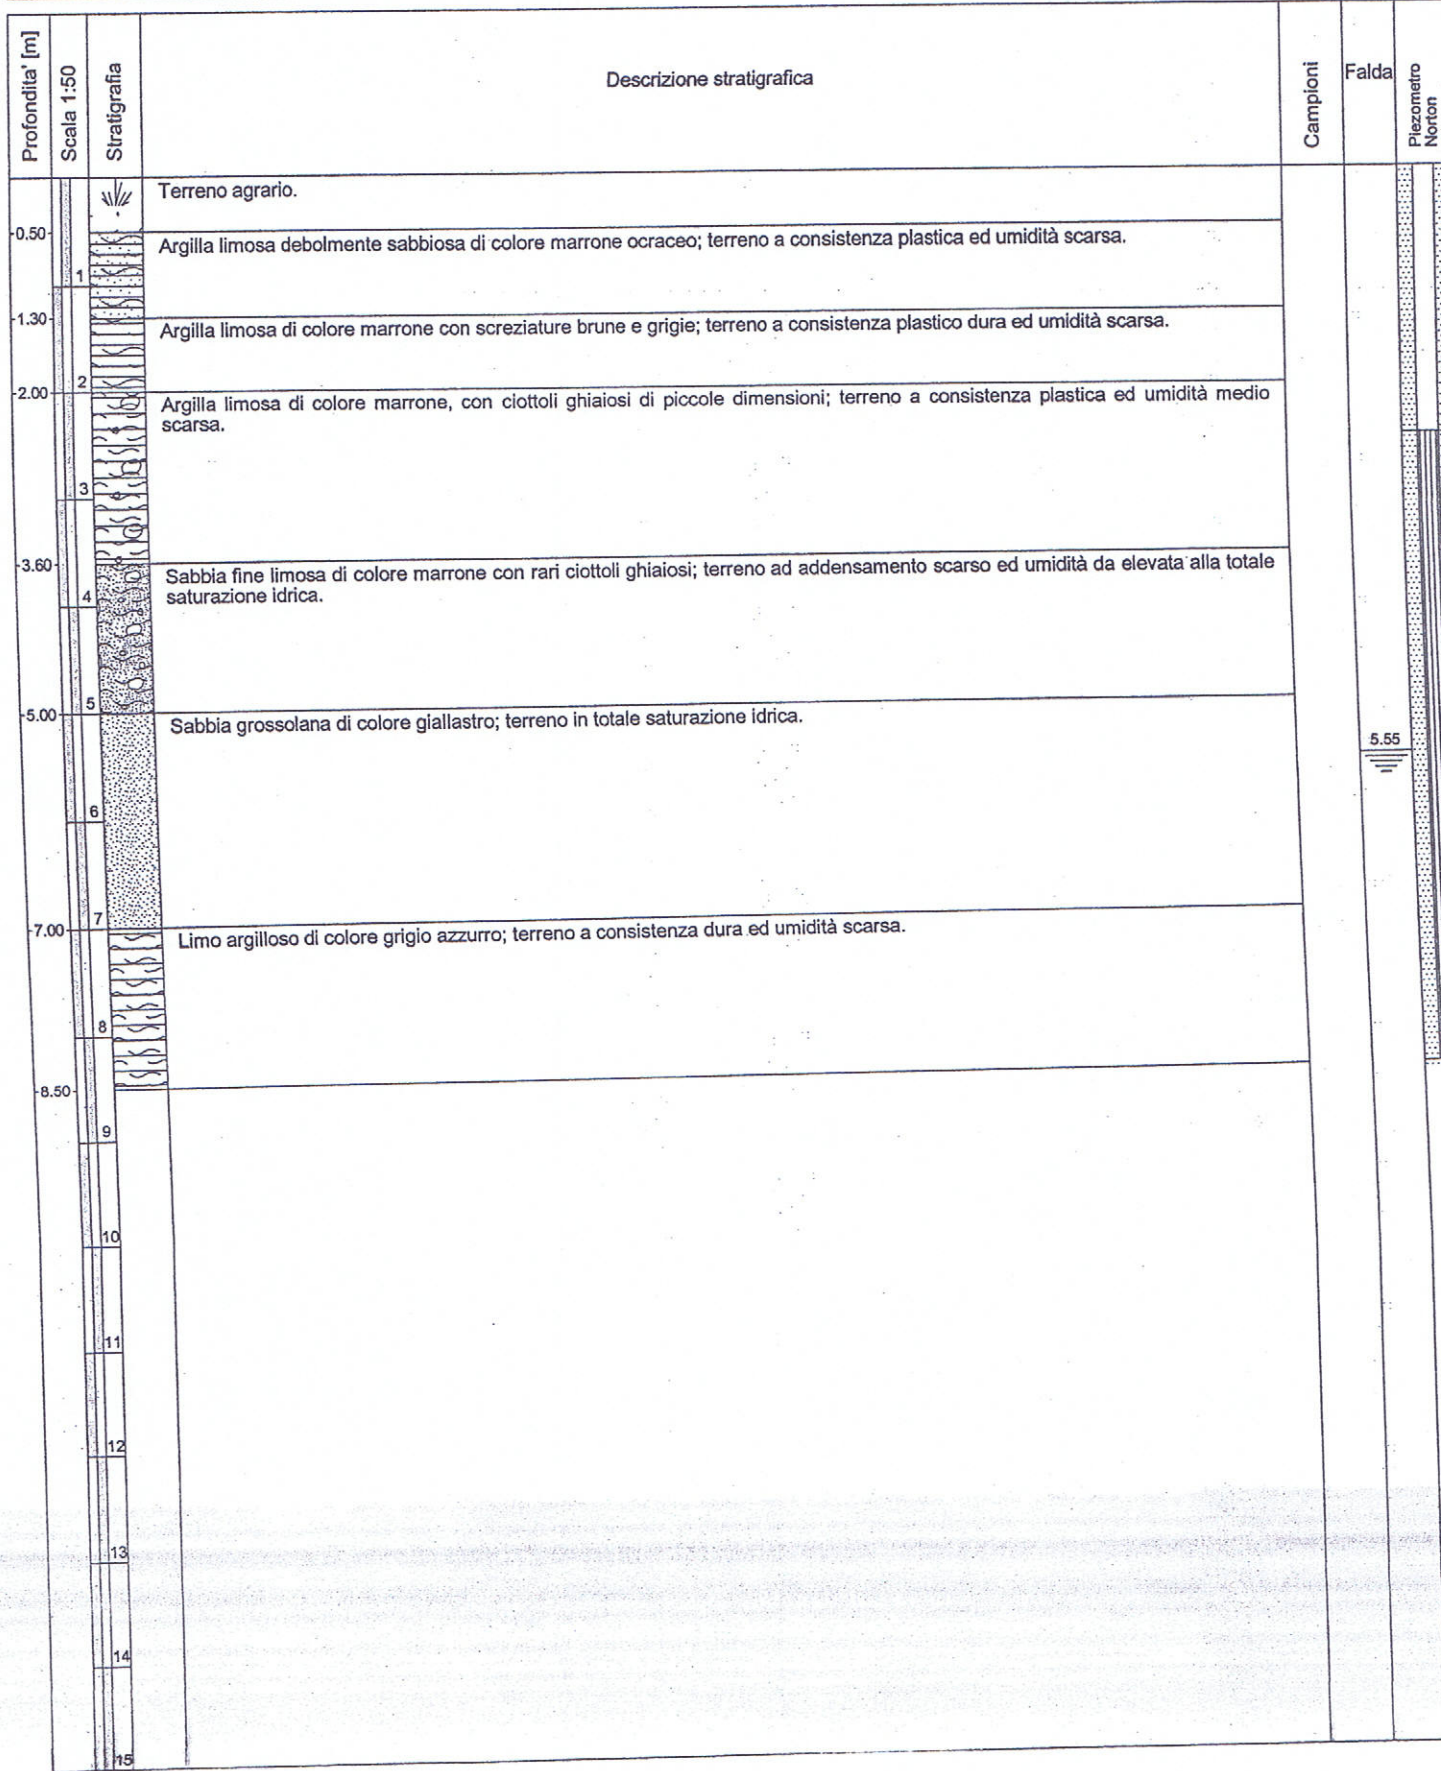 Profondita' [m]
Scala 1:50
Stratigrafia
Descrizione stratigrafica
Campioni
Falda
Piezometro
Norton
Terreno agrario.
-0.50
Argilla limosa debolmente sabbiosa di colore marrone ocraceo; terreno a consistenza plastica ed umidità scarsa.
1
-1.30
Argilla limosa di colore marrone con screziature brune e grigie; terreno a consistenza plastico dura ed umidità scarsa.
2
-2.00
Argilla limosa di colore marrone, con ciottoli ghiaiosi di piccole dimensioni; terreno a consistenza plastica ed umidità medio
scarsa.
3
-3.60
Sabbia fine limosa di colore marrone con rari ciottoli ghiaiosi; terreno ad addensamento scarso ed umidità da elevata alla totale
saturazione idrica.
4
5
-5.00
Sabbia grossolana di colore giallastro; terreno in totale saturazione idrica.
5.55
6
7
-7.00
Limo argilloso di colore grigio azzurro; terreno a consistenza dura ed umidità scarsa.
8
-8.50
9
10
11
12
13
14
15